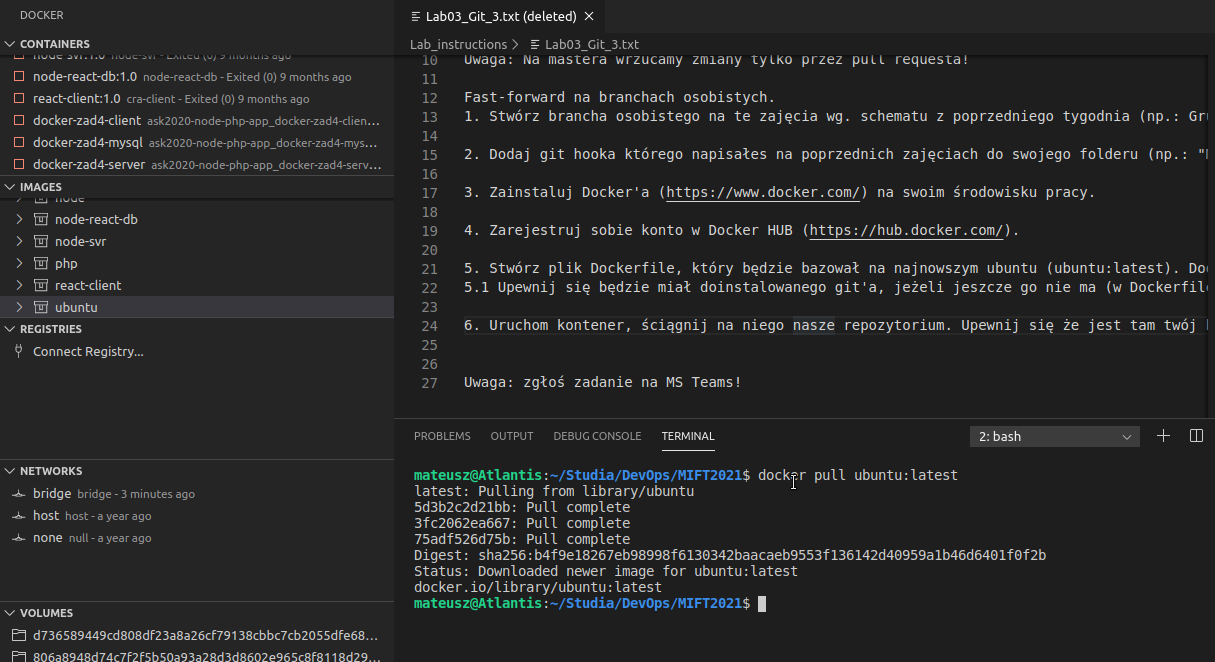 DOCKER
CONTAINERS
node-svr:1.0 node-svr - Exited (0) 9 months ago
node-react-db:1.0 node-react-db - Exited (0) 9 months ago
react-client:1.0 cra-client - Exited (0) 9 months ago
docker-zad4-client ask2020-node-php-app_docker-zad4-clien...
docker-zad4-mysql ask2020-node-php-app_docker-zad4-mys...
docker-zad4-server ask2020-node-php-app_docker-zad4-serv...
IMAGES
node
node-react-db
node-svr
php
react-client
ubuntu
REGISTRIES
Connect Registry...
NETWORKS
bridge bridge - 3 minutes ago
host host - a year ago
none null - a year ago
VOLUMES
d736589449cd808df23a8a26cf79138cbbc7cb2055dfe68...
806a8948d74c7f2f5b50a93a28d3d8602e965c8f8118d29...
Lab03_Git_3.txt (deleted)
Lab_instructions > Lab03_Git_3.txt
10 Uwaga: Na mastera wrzucamy zmiany tylko przez pull requesta!
11
12 Fast-forward na branchach osobistych.
13 1. Stwórz brancha osobistego na te zajęcia wg. schematu z poprzedniego tygodnia (np.: Gr
14
15 2. Dodaj git hooka którego napisałes na poprzednich zajęciach do swojego folderu (np.: "
16
17 3. Zainstaluj Docker'a (https://www.docker.com/) na swoim środowisku pracy.
18
19 4. Zarejestruj sobie konto w Docker HUB (https://hub.docker.com/).
20
21 5. Stwórz plik Dockerfile, który będzie bazował na najnowszym ubuntu (ubuntu:latest). Do
22 5.1 Upewnij się będzie miał doinstalowanego git'a, jeżeli jeszcze go nie ma (w Dockerfil
23
24 6. Uruchom kontener, ściągnij na niego nasze repozytorium. Upewnij się że jest tam twój
25
26
27 Uwaga: zgłoś zadanie na MS Teams!
PROBLEMS OUTPUT DEBUG CONSOLE TERMINAL 2: bash
mateusz@Atlantis:~/Studia/DevOps/MIFT2021$ docker pull ubuntu:latest
latest: Pulling from library/ubuntu
5d3b2c2d21bb: Pull complete
3fc2062ea667: Pull complete
75adf526d75b: Pull complete
Digest: sha256:b4f9e18267eb98998f6130342baacaeb9553f136142d40959a1b46d6401f0f2b
Status: Downloaded newer image for ubuntu:latest
docker.io/library/ubuntu:latest
mateusz@Atlantis:~/Studia/DevOps/MIFT2021$